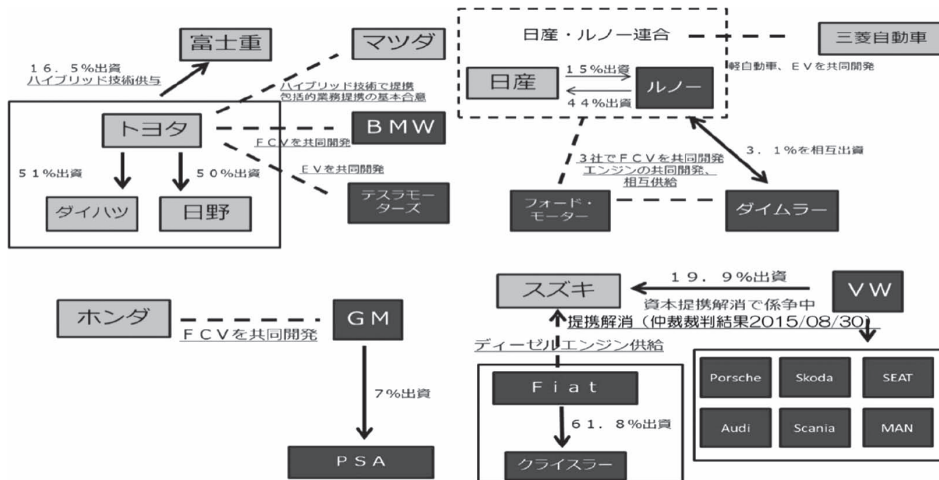 富士重
マツダ
16.5%出資
ハイブリッド技術供与
ハイブリッド技術で提携
包括的業務提携の基本合意
トヨタ
BMW
FCVを共同開発
51%出資
50%出資
EVを共同開発
ダイハツ
日野
テスラモー
ターズ
日産・ルノー連合
三菱自動車
軽自動車、EVを共同開発
日産
15%出資
44%出資
ルノー
3.1%を相互出資
3社でFCVを共同開発
エンジンの共同開発、
相互供給
フォード・
モーター
ダイムラー
ホンダ
GM
FCVを共同開発
7%出資
PSA
スズキ
19.9%出資
VW
資本提携解消で係争中
提携解消(仲裁裁判結果2015/08/30)
ディーゼルエンジン供給
Fiat
61.8%出資
クライスラー
Porsche
Skoda
SEAT
Audi
Scania
MAN